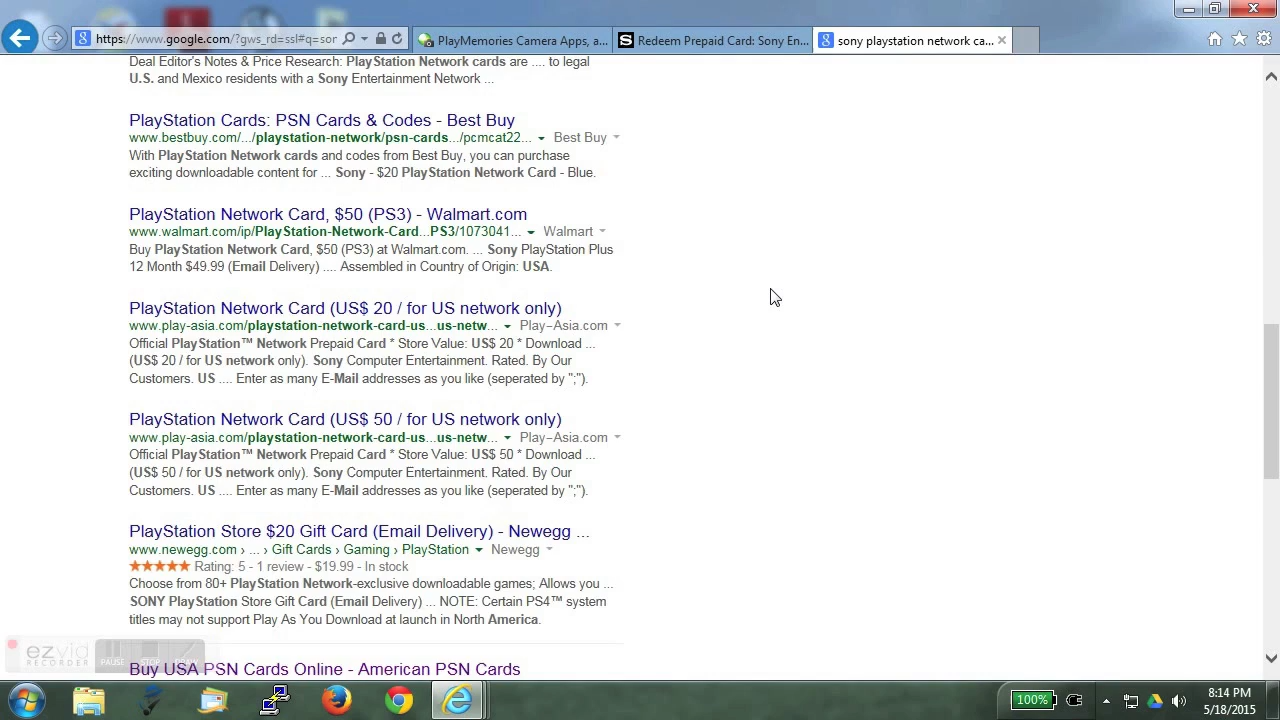 https://www.google.com/?gws_rd=ssl#q=sor
PlayMemories Camera Apps, a...
Redeem Prepaid Card: Sony En...
sony playstation network ca...
Deal Editor's Notes & Price Research: PlayStation Network cards are .... to legal
U.S. and Mexico residents with a Sony Entertainment Network ...
PlayStation Cards: PSN Cards & Codes - Best Buy
www.bestbuy.com/.../playstation-network/psn-cards.../pcmcat22... Best Buy
With PlayStation Network cards and codes from Best Buy, you can purchase
exciting downloadable content for ... Sony - $20 PlayStation Network Card - Blue.
PlayStation Network Card, $50 (PS3) - Walmart.com
www.walmart.com/ip/PlayStation-Network-Card...PS3/1073041... Walmart
Buy PlayStation Network Card, $50 (PS3) at Walmart.com. ... Sony PlayStation Plus
12 Month $49.99 (Email Delivery) .... Assembled in Country of Origin: USA.
PlayStation Network Card (US$ 20 / for US network only)
www.play-asia.com/playstation-network-card-us...us-netw... Play-Asia.com
Official PlayStation™ Network Prepaid Card * Store Value: US$ 20 * Download ...
(US$ 20 / for US network only). Sony Computer Entertainment. Rated. By Our
Customers. US .... Enter as many E-Mail addresses as you like (seperated by ";").
PlayStation Network Card (US$ 50 / for US network only)
www.play-asia.com/playstation-network-card-us...us-netw... Play-Asia.com
Official PlayStation™ Network Prepaid Card * Store Value: US$ 50 * Download ...
(US$ 50 / for US network only). Sony Computer Entertainment. Rated. By Our
Customers. US .... Enter as many E-Mail addresses as you like (seperated by ";").
PlayStation Store $20 Gift Card (Email Delivery) - Newegg ...
www.newegg.com › ... › Gift Cards › Gaming › PlayStation Newegg
Rating: 5 - 1 review - $19.99 - In stock
Choose from 80+ PlayStation Network-exclusive downloadable games; Allows you ...
SONY PlayStation Store Gift Card (Email Delivery) ... NOTE: Certain PS4™ system
titles may not support Play As You Download at launch in North America.
ezvid
RECORDER
PAUSE STOP DRAW
Buy USA PSN Cards Online - American PSN Cards
100%
8:14 PM
5/18/2015